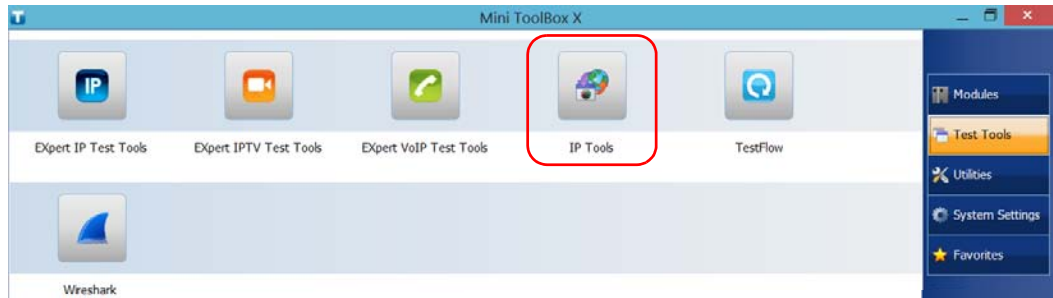 Mini ToolBox X
IP
EXpert IP Test Tools
EXpert IPTV Test Tools
EXpert VoIP Test Tools
IP Tools
TestFlow
Wireshark
Modules
Test Tools
Utilities
System Settings
Favorites